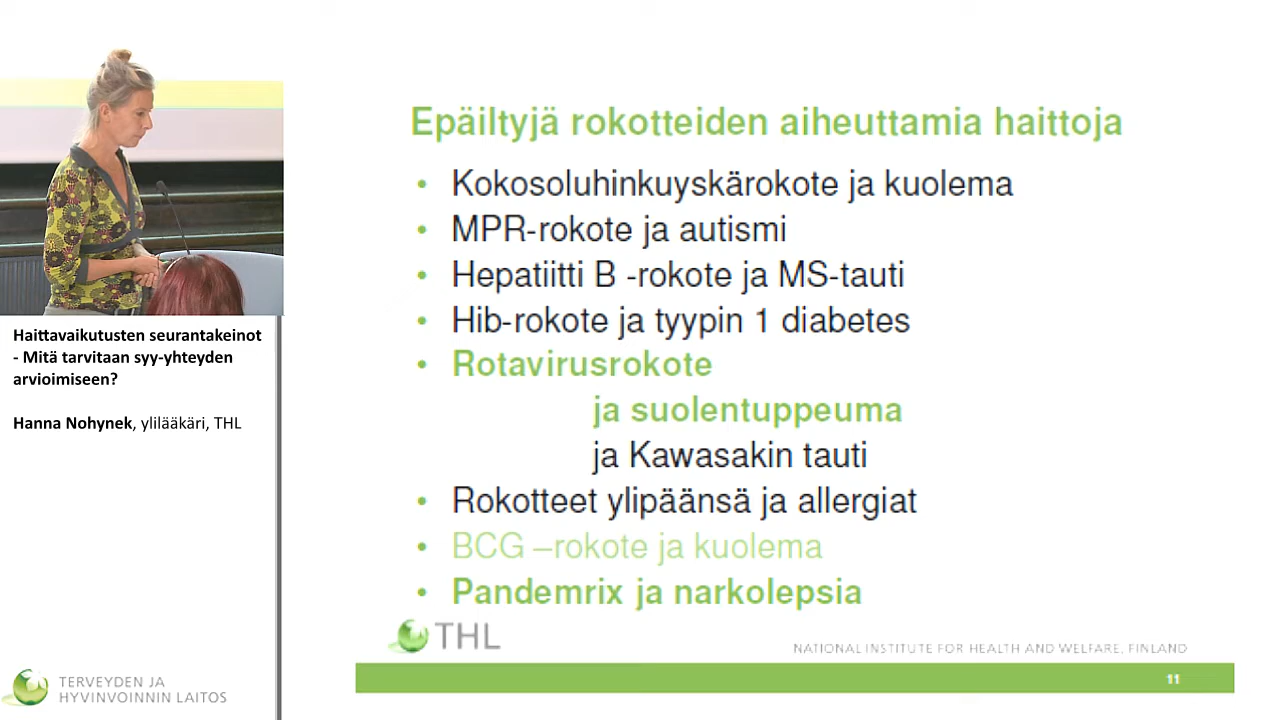 Epäiltyjä rokotteiden aiheuttamia haittoja
• Kokosoluhinkuyskärokote ja kuolema
• MPR-rokote ja autismi
• Hepatiitti B -rokote ja MS-tauti
• Hib-rokote ja tyypin 1 diabetes
• Rotavirusrokote
ja suolentuppeuma
ja Kawasakin tauti
• Rokotteet ylipäänsä ja allergiat
• BCG –rokote ja kuolema
• Pandemrix ja narkolepsia
THL
NATIONAL INSTITUTE FOR HEALTH AND WELFARE, FINLAND
11
Haittavaikutusten seurantakeinot
- Mitä tarvitaan syy-yhteyden
arvioimiseen?
Hanna Nohynek, ylilääkäri, THL
TERVEYDEN JA
HYVINVOINNIN LAITOS